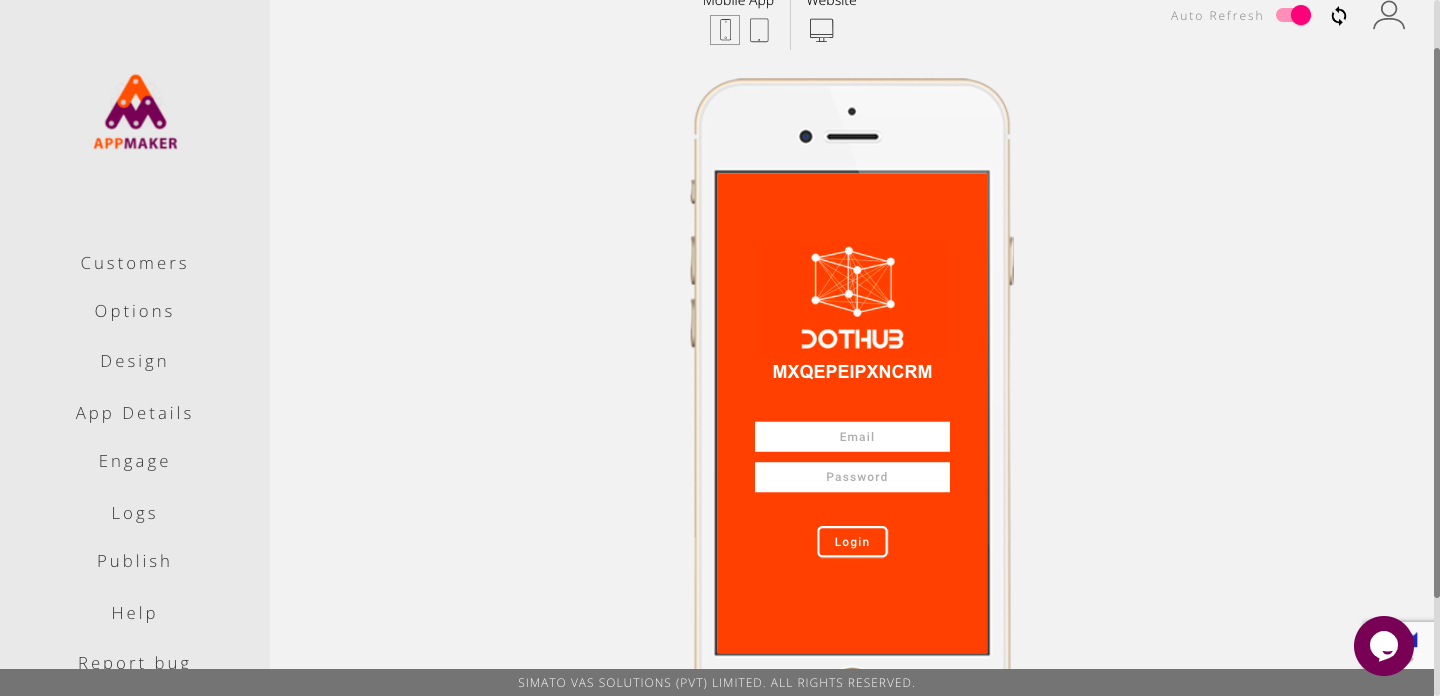 Mobile App
Website
Auto Refresh
APPMAKER
Customers
Options
Design
App Details
Engage
Logs
Publish
Help
Report bug
DOTHUB
MXQEPEIPXNCRM
Email
Password
Login
SIMATO VAS SOLUTIONS (PVT) LIMITED. ALL RIGHTS RESERVED.